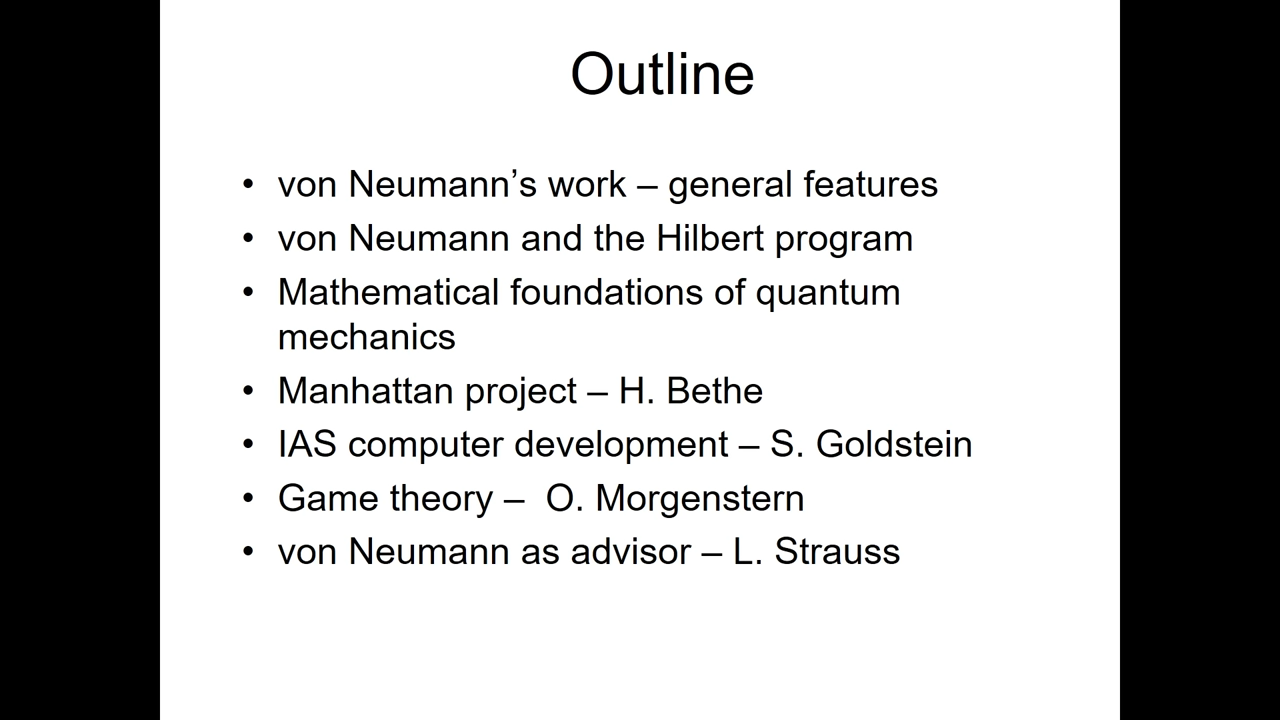 Outline
• von Neumann’s work – general features
• von Neumann and the Hilbert program
• Mathematical foundations of quantum
mechanics
• Manhattan project – H. Bethe
• IAS computer development – S. Goldstein
• Game theory –  O. Morgenstern
• von Neumann as advisor – L. Strauss